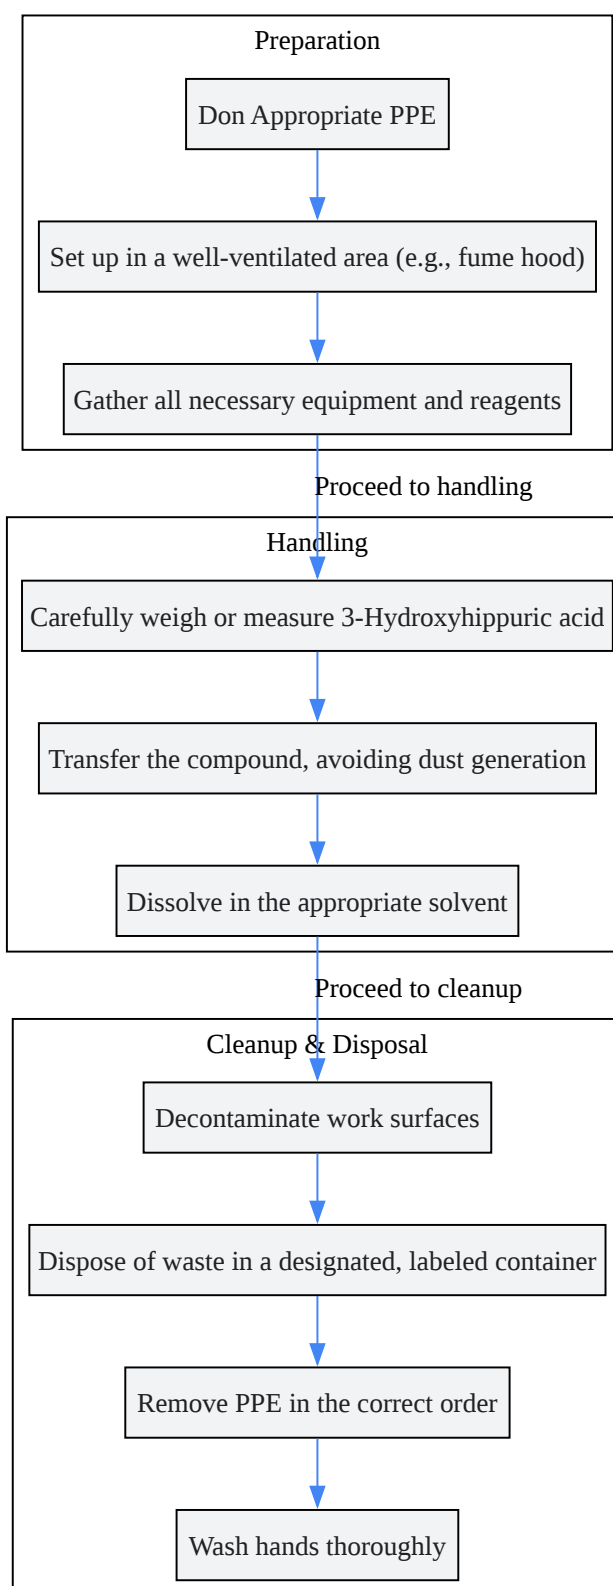 Preparation
Don Appropriate PPE
Set up in a well-ventilated area (e.g., fume hood)
Gather all necessary equipment and reagents
Proceed to handling
Handling
Carefully weigh or measure 3-Hydroxyhippuric acid
Transfer the compound, avoiding dust generation
Dissolve in the appropriate solvent
Proceed to cleanup
Cleanup & Disposal
Decontaminate work surfaces
Dispose of waste in a designated, labeled container
Remove PPE in the correct order
Wash hands thoroughly